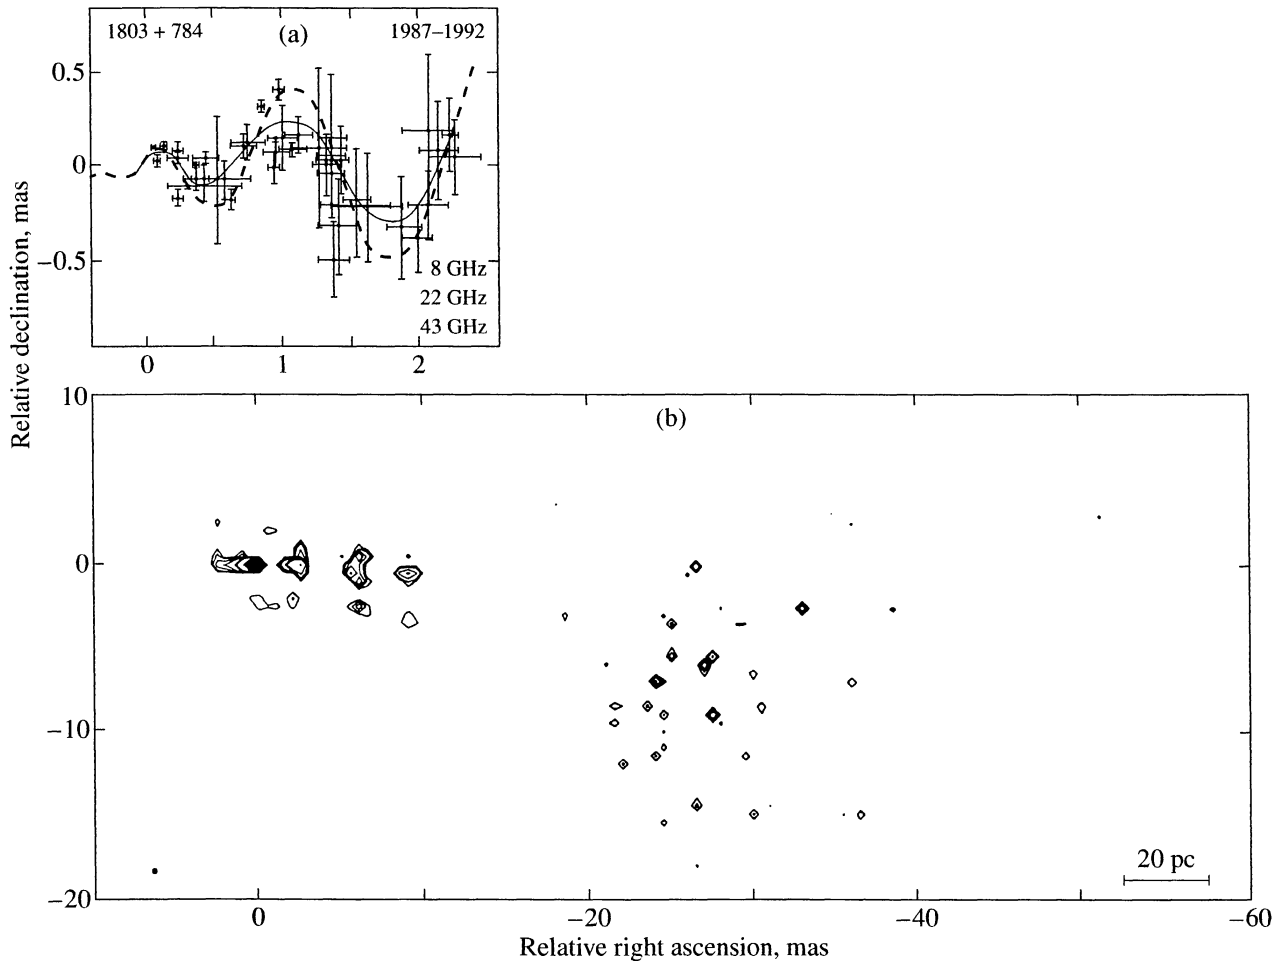 1803 + 784
(a)
1987–1992
0.5
0
−0.5
8 GHz
22 GHz
43 GHz
0
1
2
Relative declination, mas
10
(b)
0
−10
20 pc
−20
0
−20
−40
−60
Relative right ascension, mas